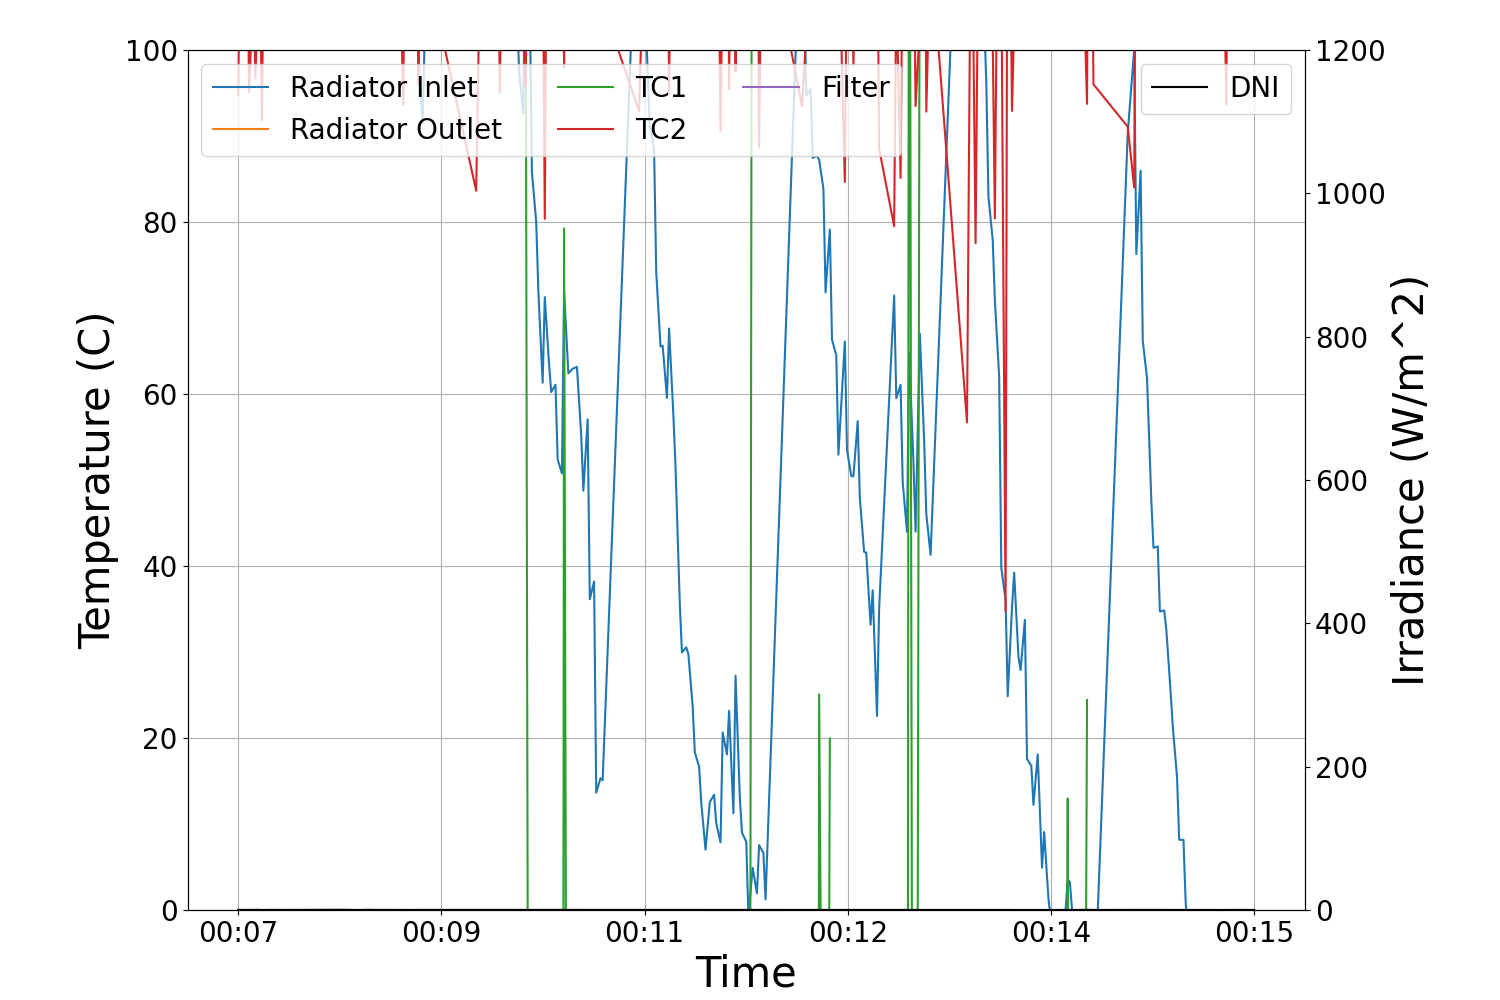 Radiator Inlet
Radiator Outlet
TC1
TC2
Filter
DNI
100
80
60
40
20
0
Temperature (C)
1200
1000
800
600
400
200
0
Irradiance (W/m^2)
00:07
00:09
00:11
00:12
00:14
00:15
Time